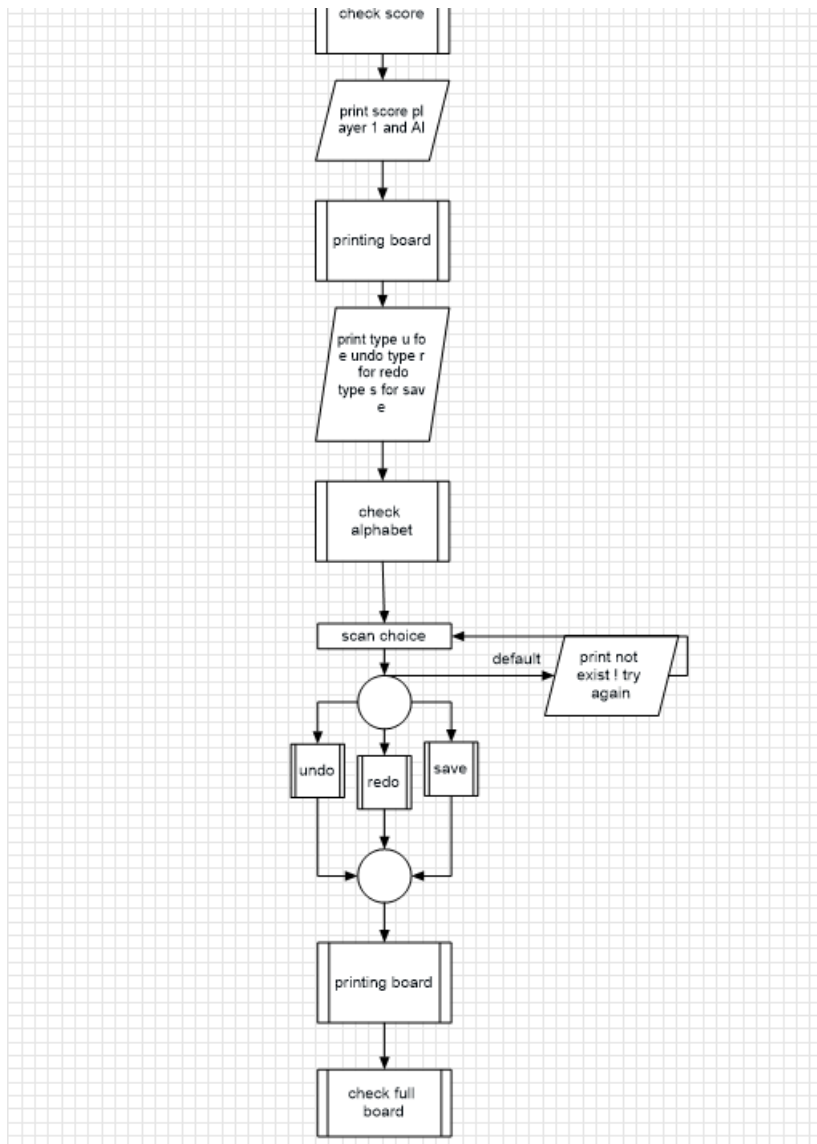 check score
print score pl
ayer 1 and AI
printing board
print type u fo
e undo type r
for redo
type s for sav
e
check
alphabet
scan choice
default
print not
exist ! try
again
undo
redo
save
printing board
check full
board